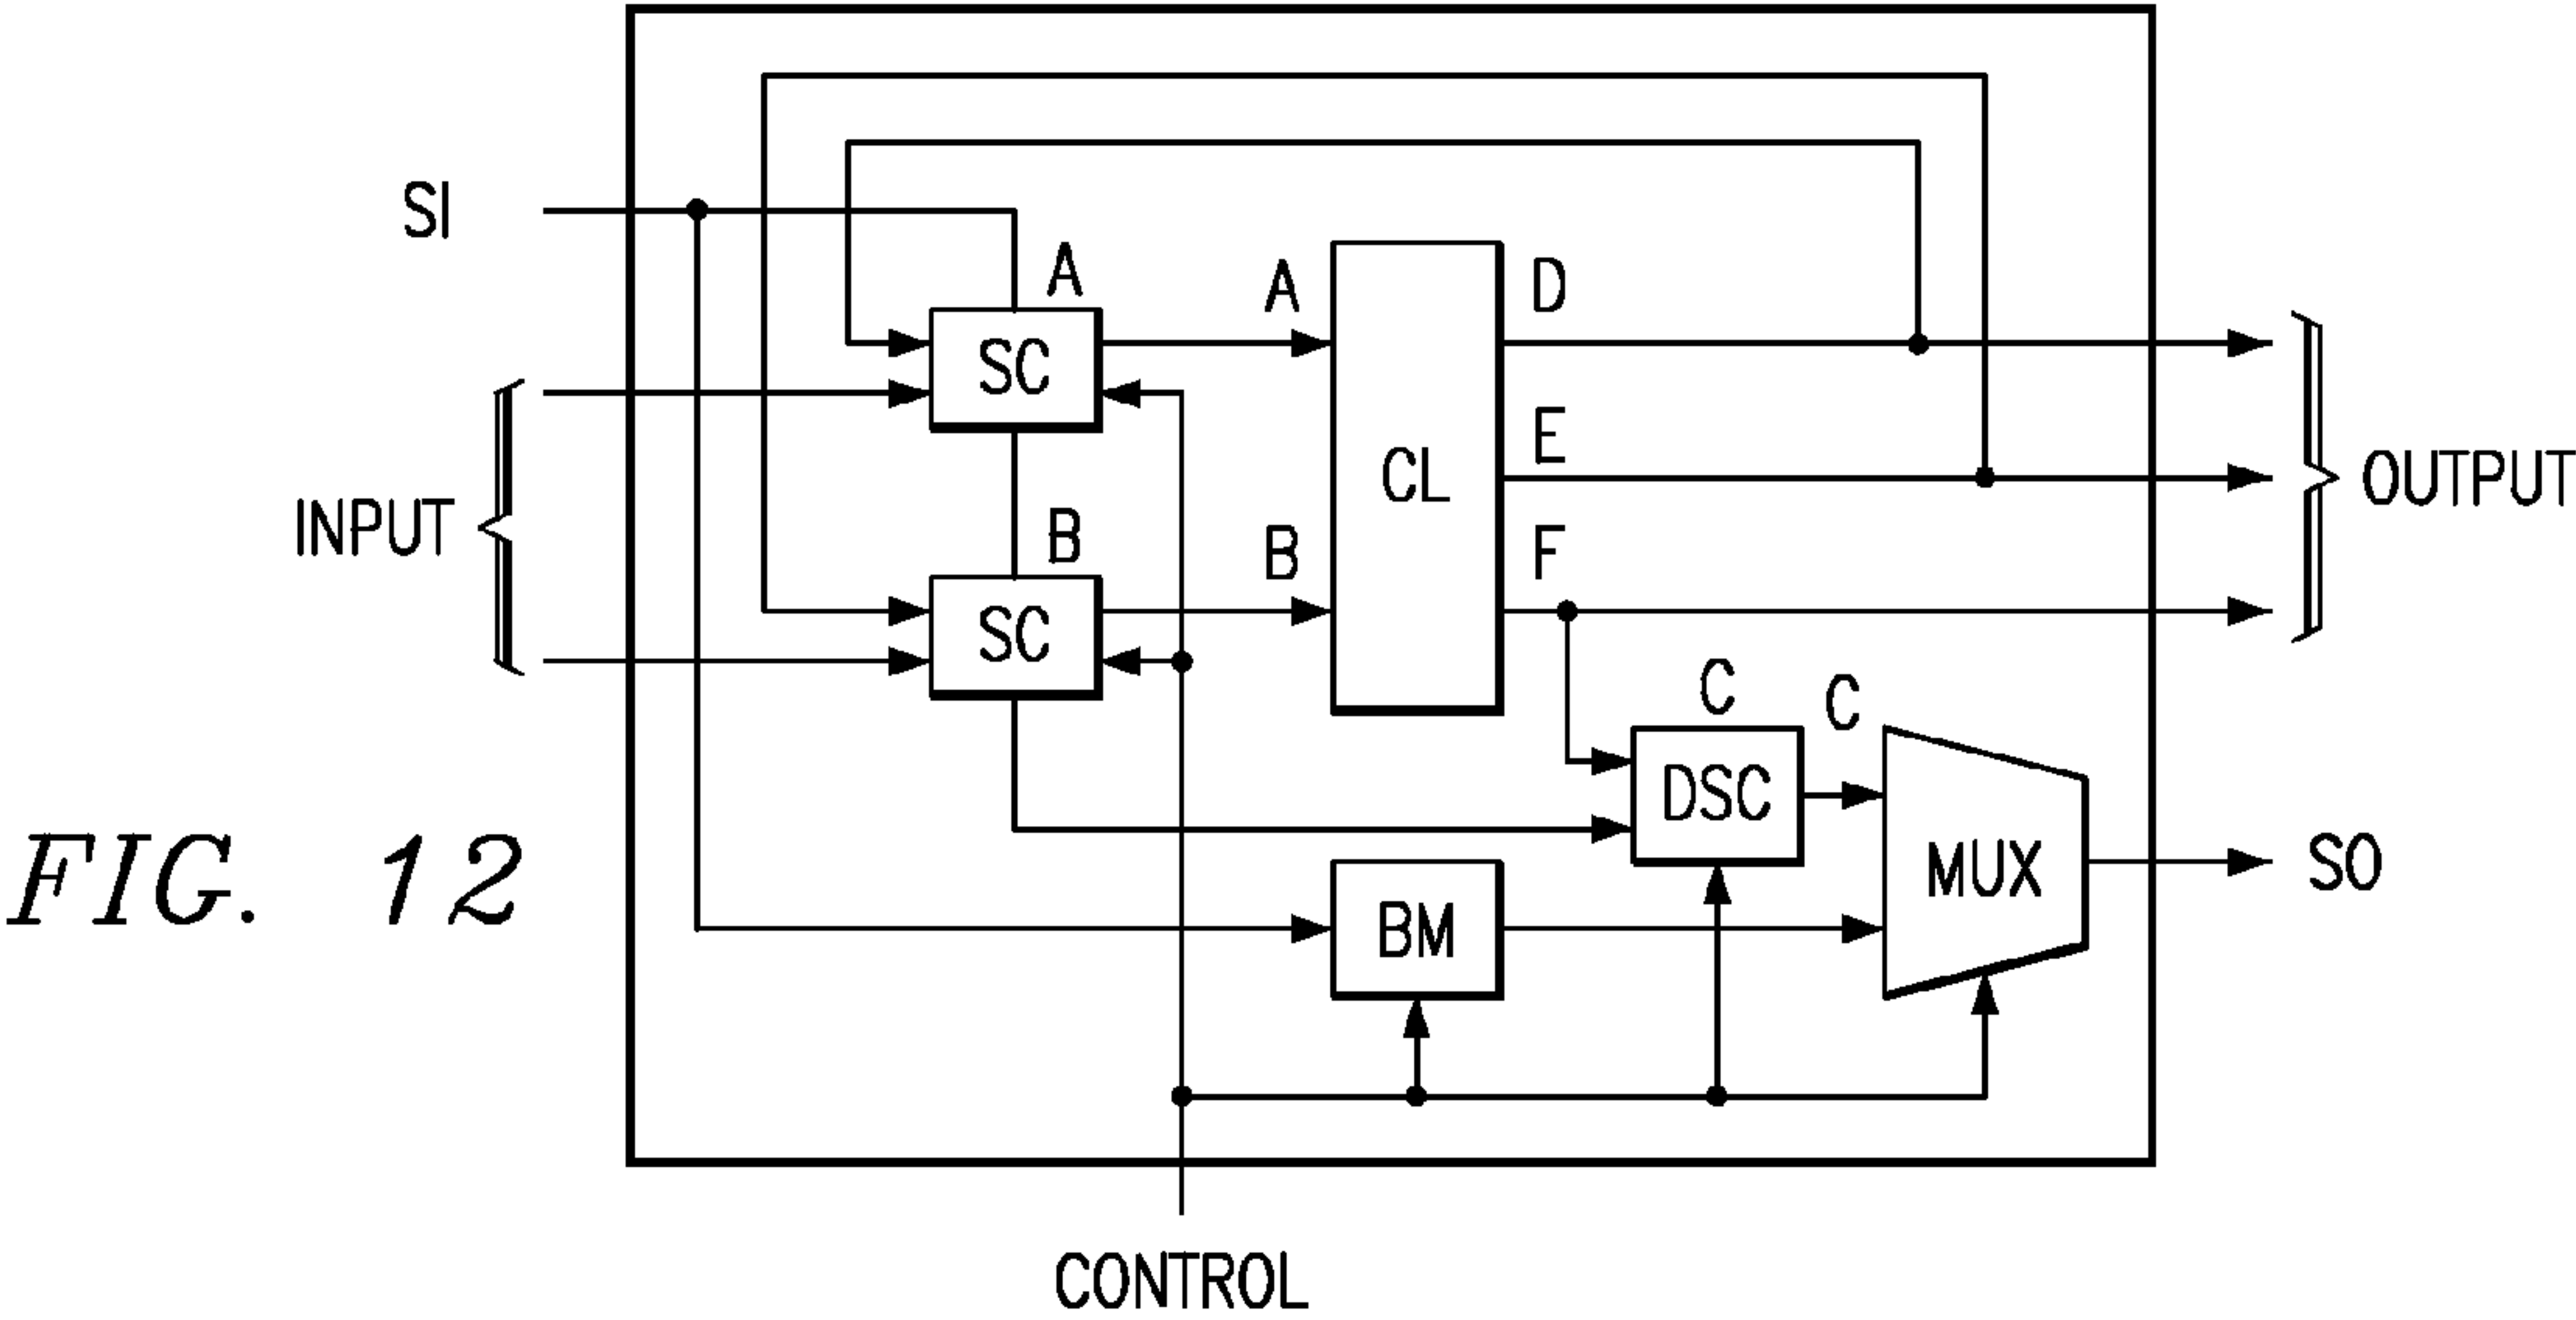 SI
A
A
D
SC
E
CL
INPUT
OUTPUT
B
B
F
SC
C
C
DSC
MUX
SO
BM
FIG. 12
CONTROL